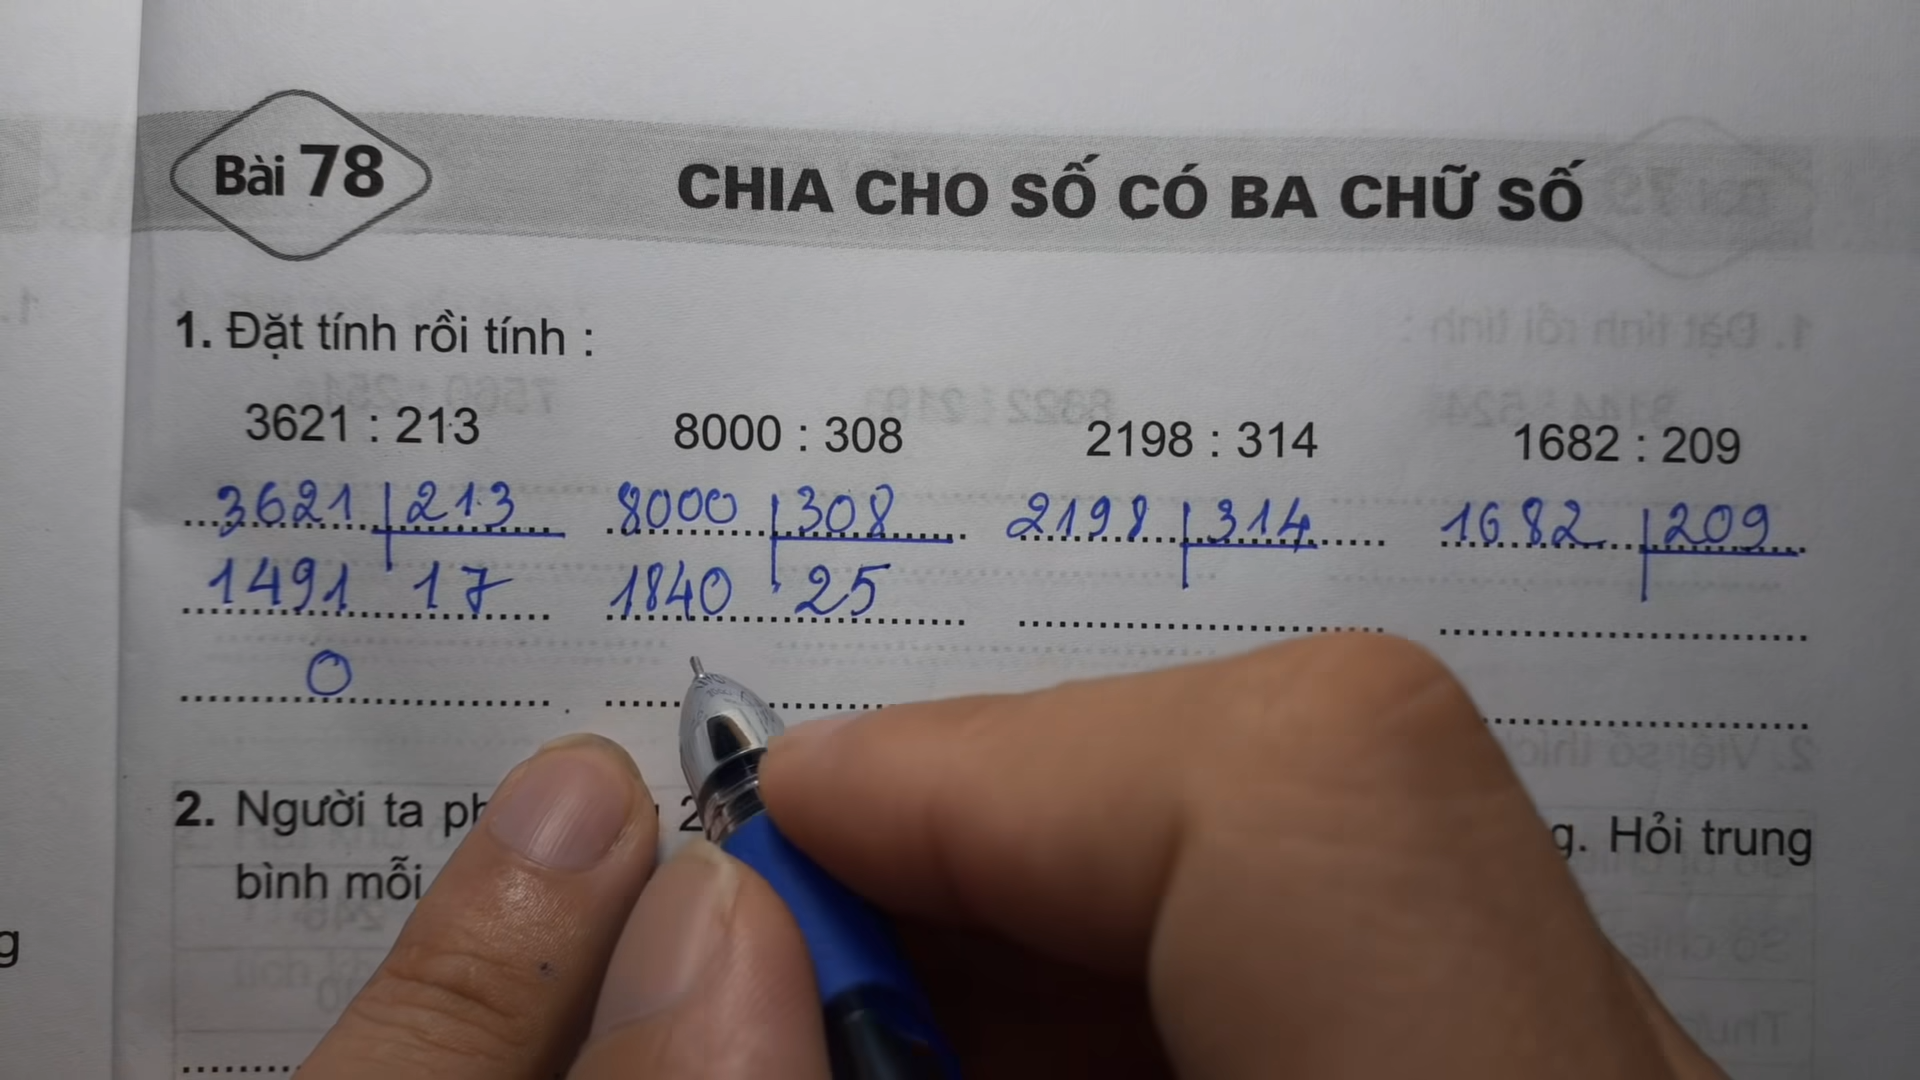 Bài 78
CHIA CHO SỐ CÓ BA CHỮ SỐ
1. Đặt tính rồi tính :
3621 : 213 8000 : 308 2198 : 314 1682 : 209
3621 213 8000 308 2198 314 1682 209
1491 17 1840 25
0
2. Người ta g. Hỏi trung
bình mỗi
g